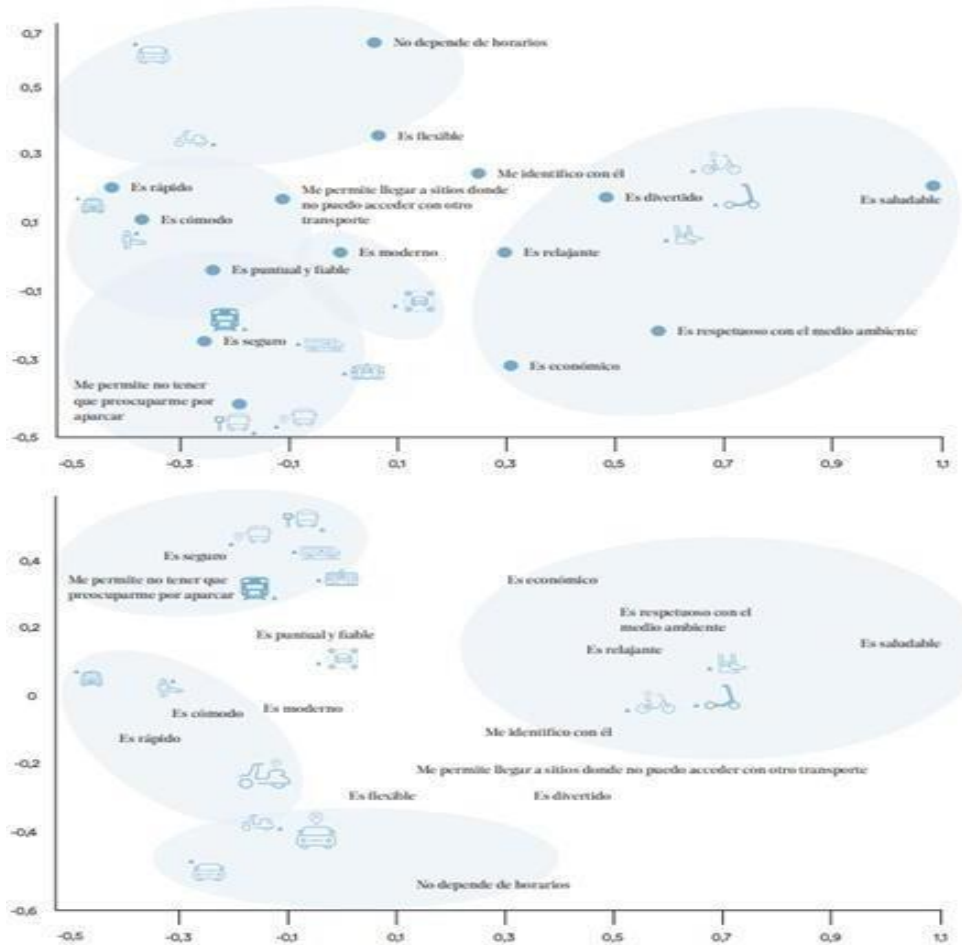 0,7
No depende de horarios
0,5
Es flexible
0,3
Me identifico con él
Es rápido
Me permite llegar a sitios donde
no puedo acceder con otro
transporte
Es divertido
Es saludable
Es cómodo
0,1
Es moderno
Es relajante
Es puntual y fiable
-0,1
Es respetuoso con el medio ambiente
Es seguro
-0,3
Es económico
Me permite no tener
que preocuparme por
aparcar
-0,5
-0,5 -0,3 -0,1 0,1 0,3 0,5 0,7 0,9 1,1
Es seguro
0,4
Me permite no tener que
preocuparme por aparcar
Es económico
0,2
Es respetuoso con el
medio ambiente
Es puntual y fiable
Es relajante
Es saludable
0
Es cómodo
Es moderno
Es rápido
Me identifico con él
-0,2
Me permite llegar a sitios donde no puedo acceder con otro transporte
Es flexible
Es divertido
-0,4
No depende de horarios
-0,6
-0,5 -0,3 -0,1 0,1 0,3 0,5 0,7 0,9 1,1